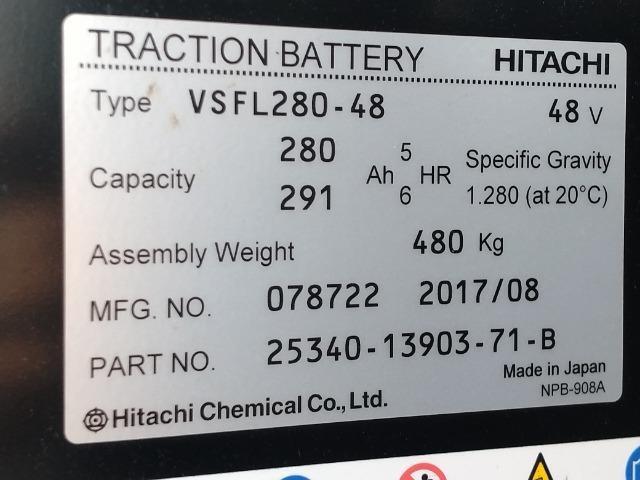 TRACTION BATTERY HITACHI
Type VSFL280-48 48 V
Capacity 280 Ah 5 HR Specific Gravity
291 6 1.280 (at 20°C)
Assembly Weight 480 Kg
MFG. NO. 078722 2017/08
PART NO. 25340-13903-71-B
Made in Japan
NPB-908A
Hitachi Chemical Co., Ltd.